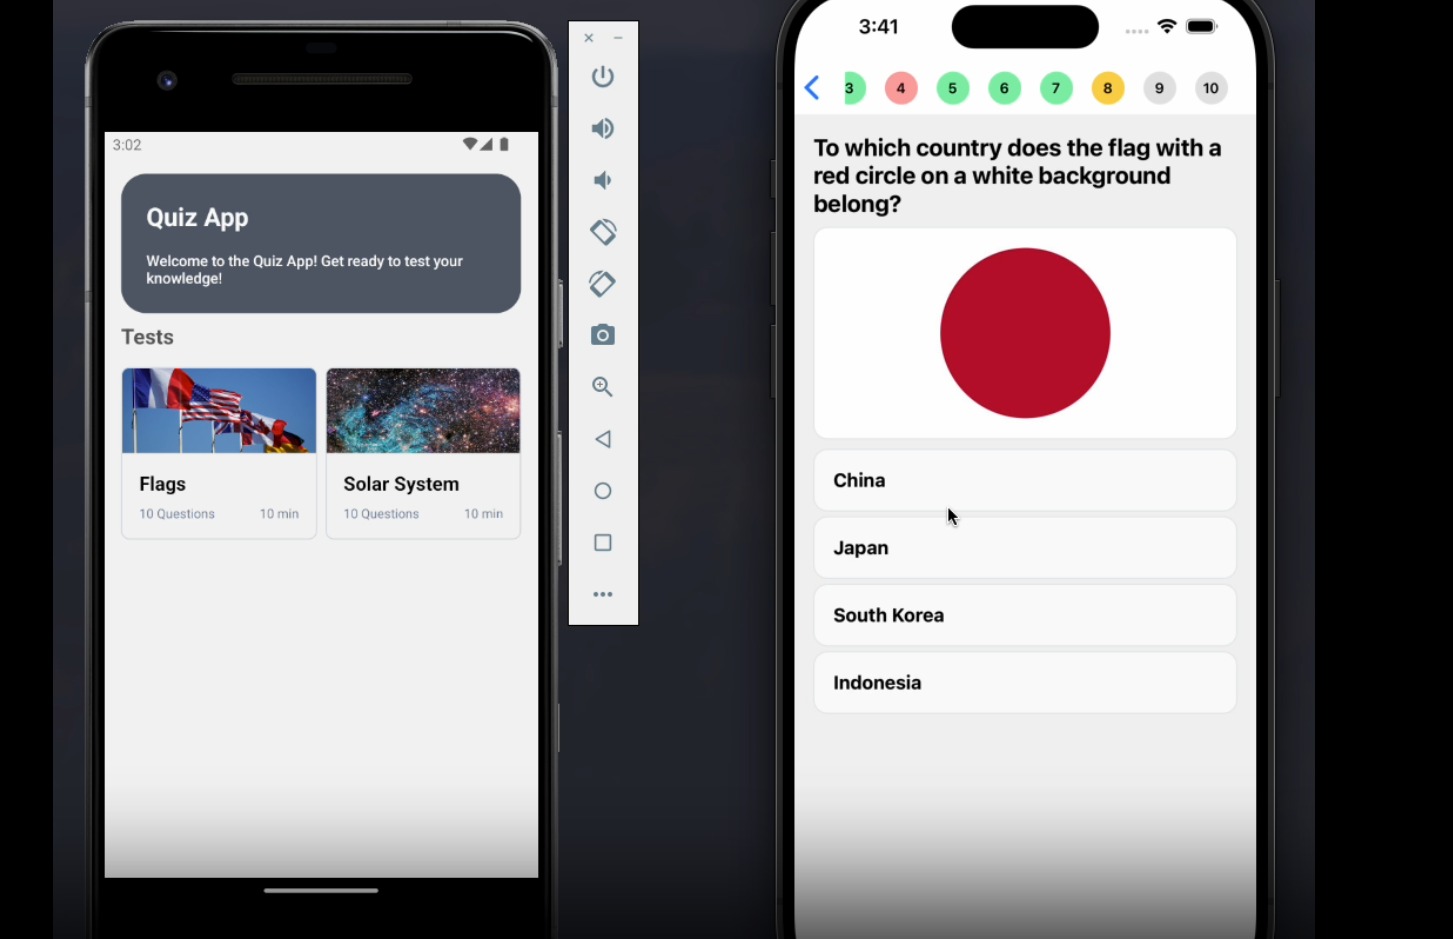 3:02
Quiz App
Welcome to the Quiz App! Get ready to test your
knowledge!
Tests
Flags
10 Questions 10 min
Solar System
10 Questions 10 min
3:41
3 4 5 6 7 8 9 10
To which country does the flag with a
red circle on a white background
belong?
China
Japan
South Korea
Indonesia